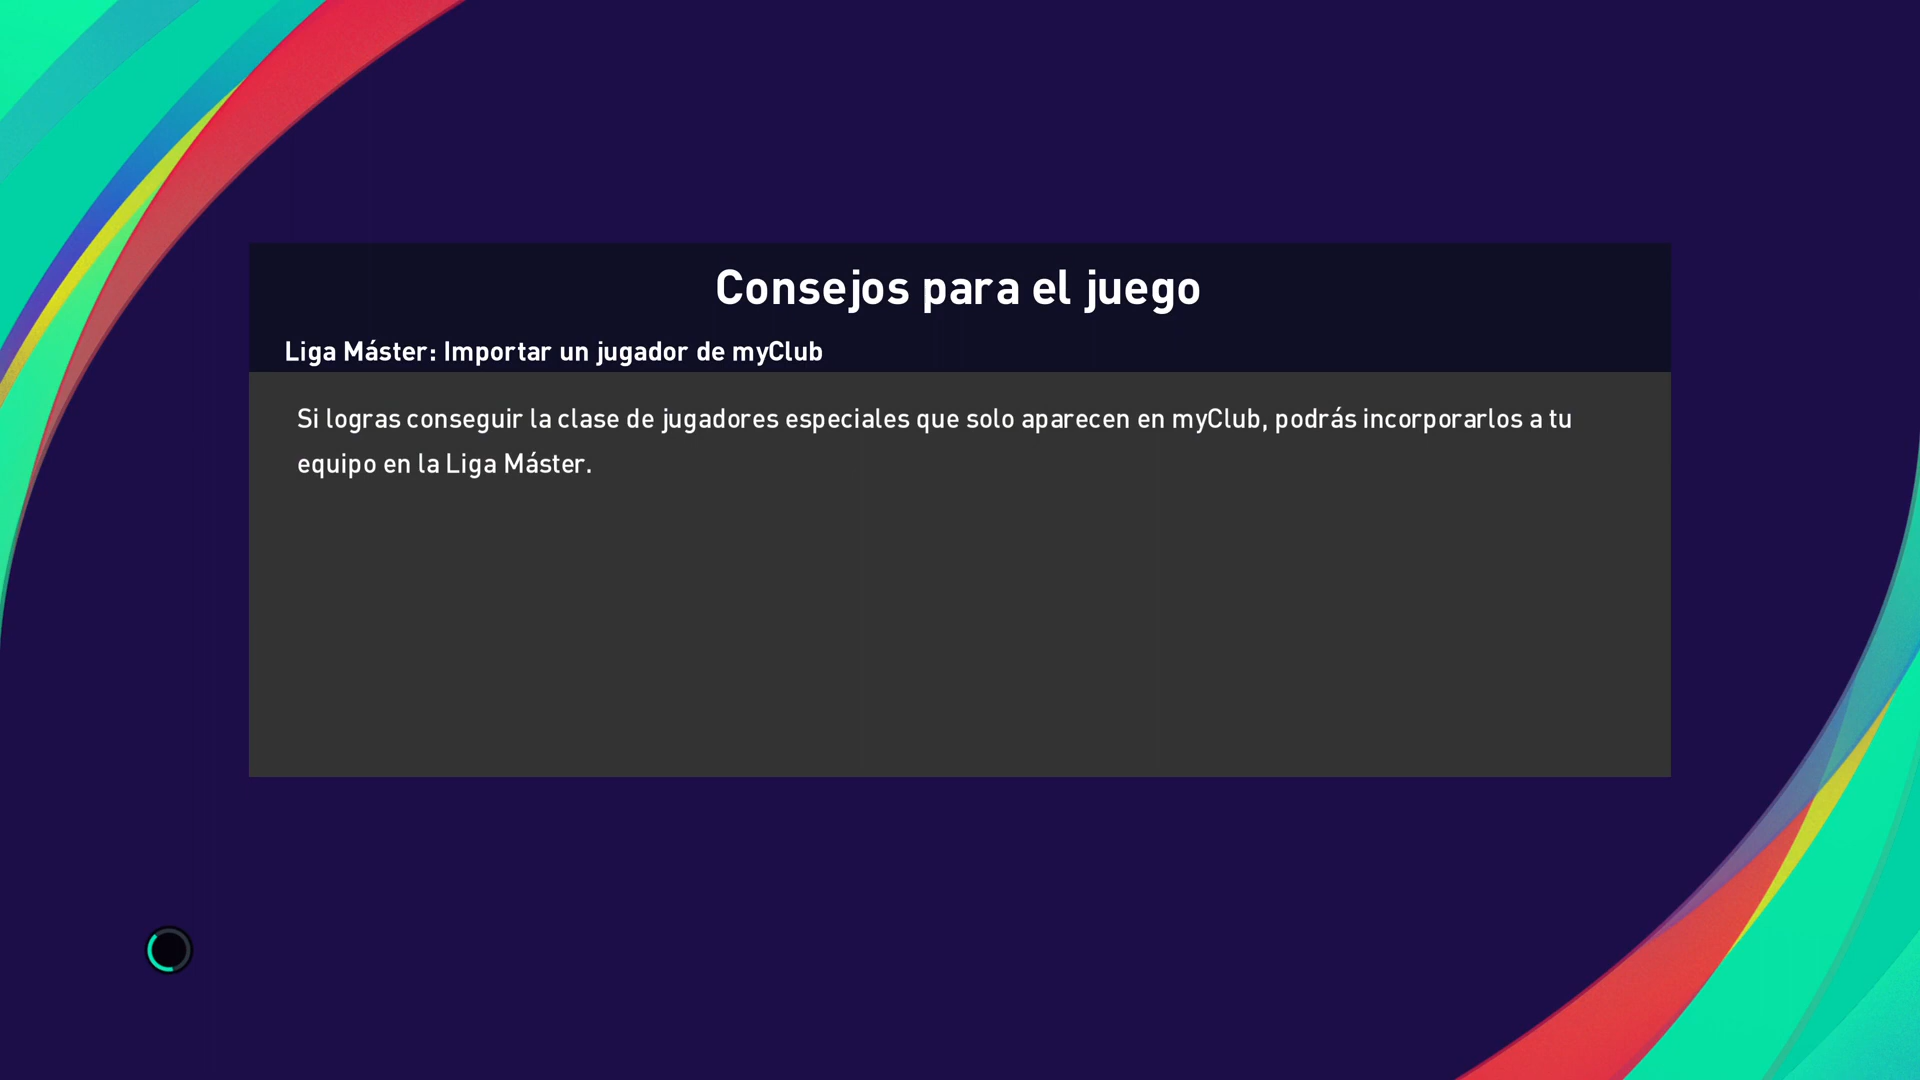 Consejos para el juego
Liga Máster: Importar un jugador de myClub
Si logras conseguir la clase de jugadores especiales que solo aparecen en myClub, podrás incorporarlos a tu
equipo en la Liga Máster.